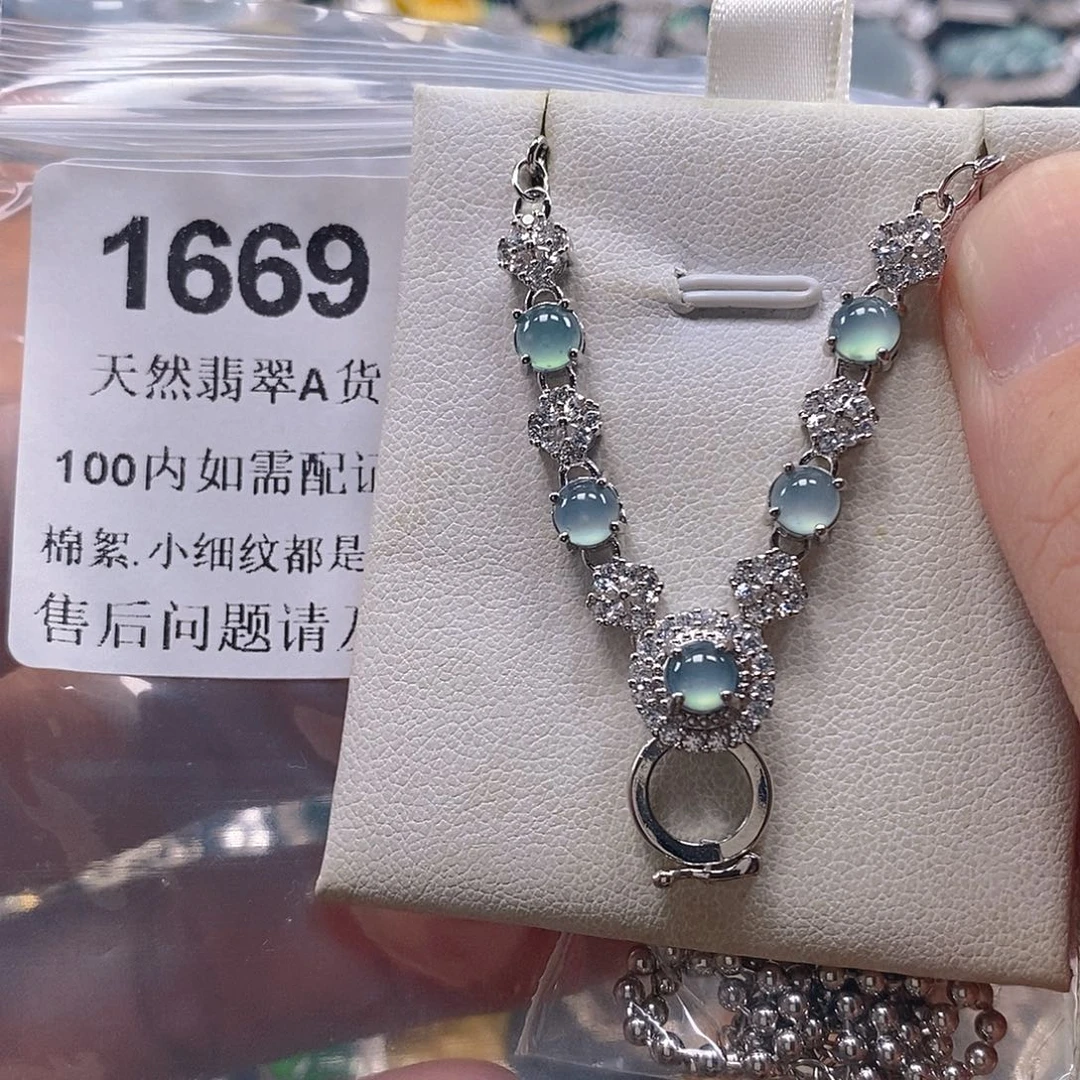 1669
天然翡翠A货
100内如需配
棉絮.小细纹都是
售后问题请